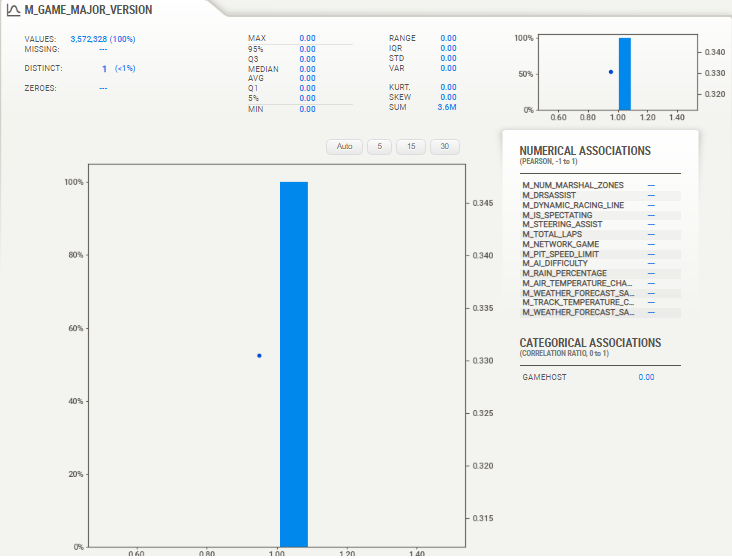 M_GAME_MAJOR_VERSION
VALUES: 3,572,328 (100%)
MISSING: ---
DISTINCT: 1 (<1%)
ZEROES: ---
MAX 0.00
95% 0.00
Q3 0.00
MEDIAN 0.00
AVG 0.00
Q1 0.00
5% 0.00
MIN 0.00
RANGE 0.00
IQR 0.00
STD 0.00
VAR 0.00
KURT. 0.00
SKEW 0.00
SUM 3.6M
100%
50%
0%
0.340
0.330
0.320
0.60 0.80 1.00 1.20 1.40
Auto 5 15 30
100%
80%
60%
40%
20%
0%
0.345
0.340
0.335
0.330
0.325
0.320
0.315
0.60 0.80 1.00 1.20 1.40
NUMERICAL ASSOCIATIONS
(PEARSON, -1 to 1)
M_NUM_MARSHAL_ZONES ---
M_DRSASSIST ---
M_DYNAMIC_RACING_LINE ---
M_IS_SPECTATING ---
M_STEERING_ASSIST ---
M_TOTAL_LAPS ---
M_NETWORK_GAME ---
M_PIT_SPEED_LIMIT ---
M_AI_DIFFICULTY ---
M_RAIN_PERCENTAGE ---
M_AIR_TEMPERATURE_CHA... ---
M_WEATHER_FORECAST_SA... ---
M_TRACK_TEMPERATURE_C... ---
M_WEATHER_FORECAST_SA... ---
CATEGORICAL ASSOCIATIONS
(CORRELATION RATIO, 0 to 1)
GAMEHOST 0.00